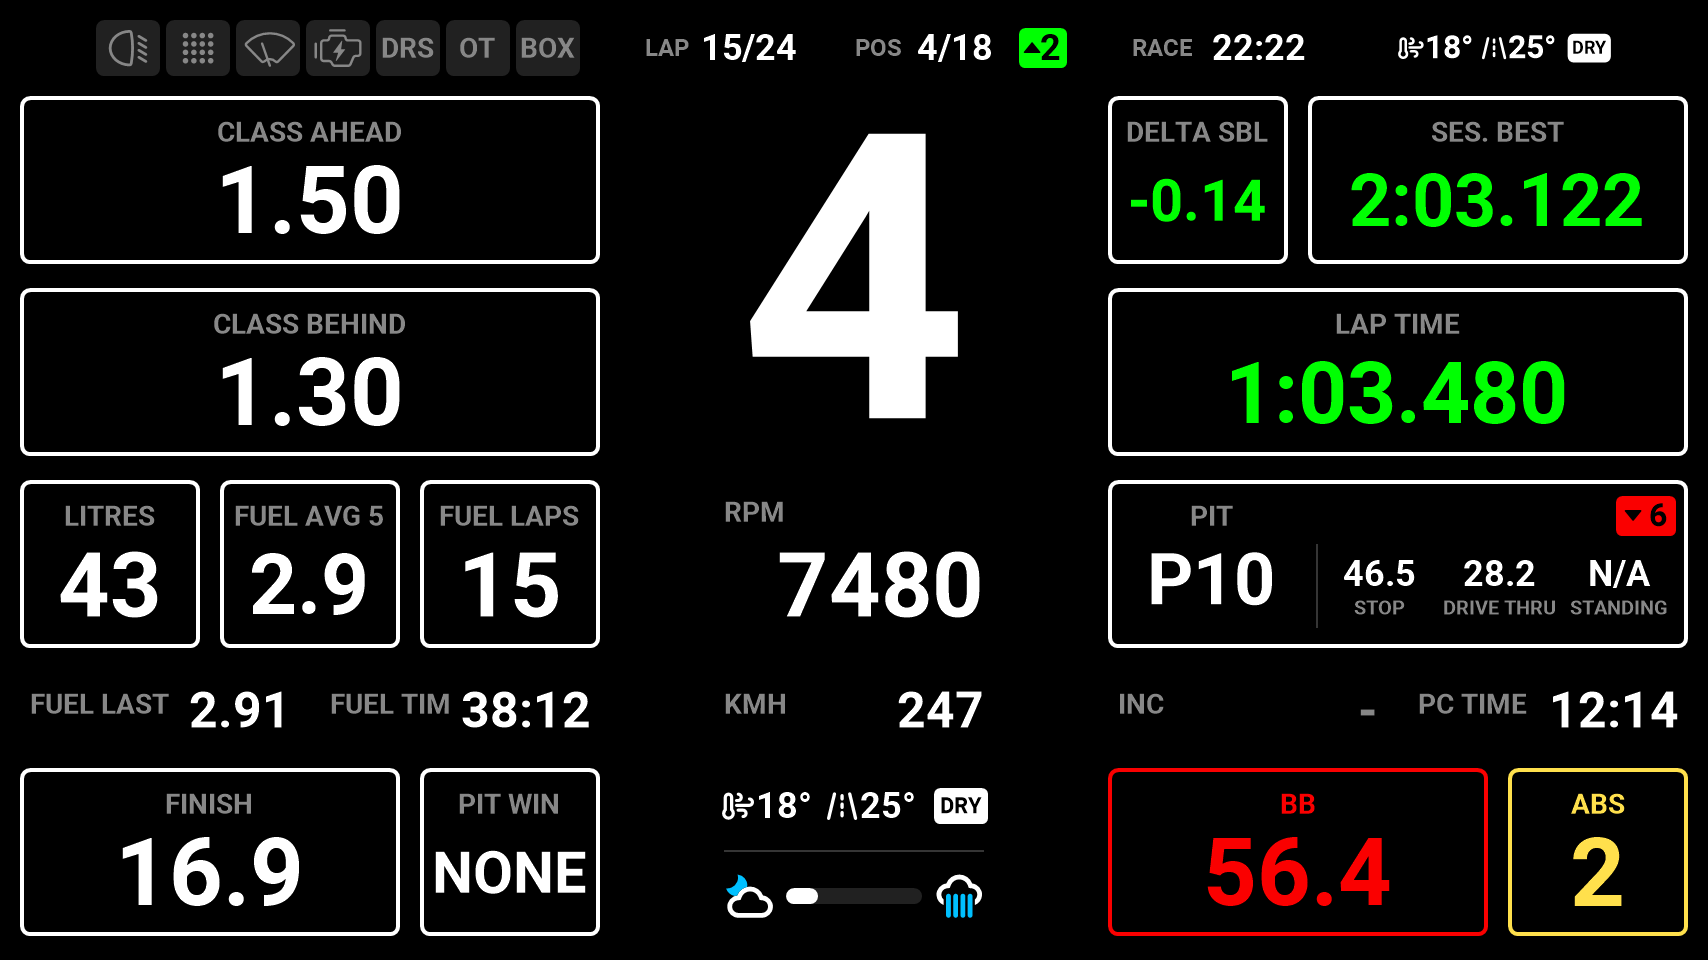 DRS OT BOX LAP 15/24 POS 4/18 2 RACE 22:22 18° 25° DRY
CLASS AHEAD
1.50
CLASS BEHIND
1.30
LITRES
43
FUEL AVG 5
2.9
FUEL LAPS
15
FUEL LAST 2.91 FUEL TIM 38:12
FINISH
16.9
PIT WIN
NONE
4
RPM
7480
KMH 247
18° 25° DRY
DELTA SBL
-0.14
SES. BEST
2:03.122
LAP TIME
1:03.480
PIT
P10
6
46.5
STOP
28.2
DRIVE THRU
N/A
STANDING
INC - PC TIME 12:14
BB
56.4
ABS
2